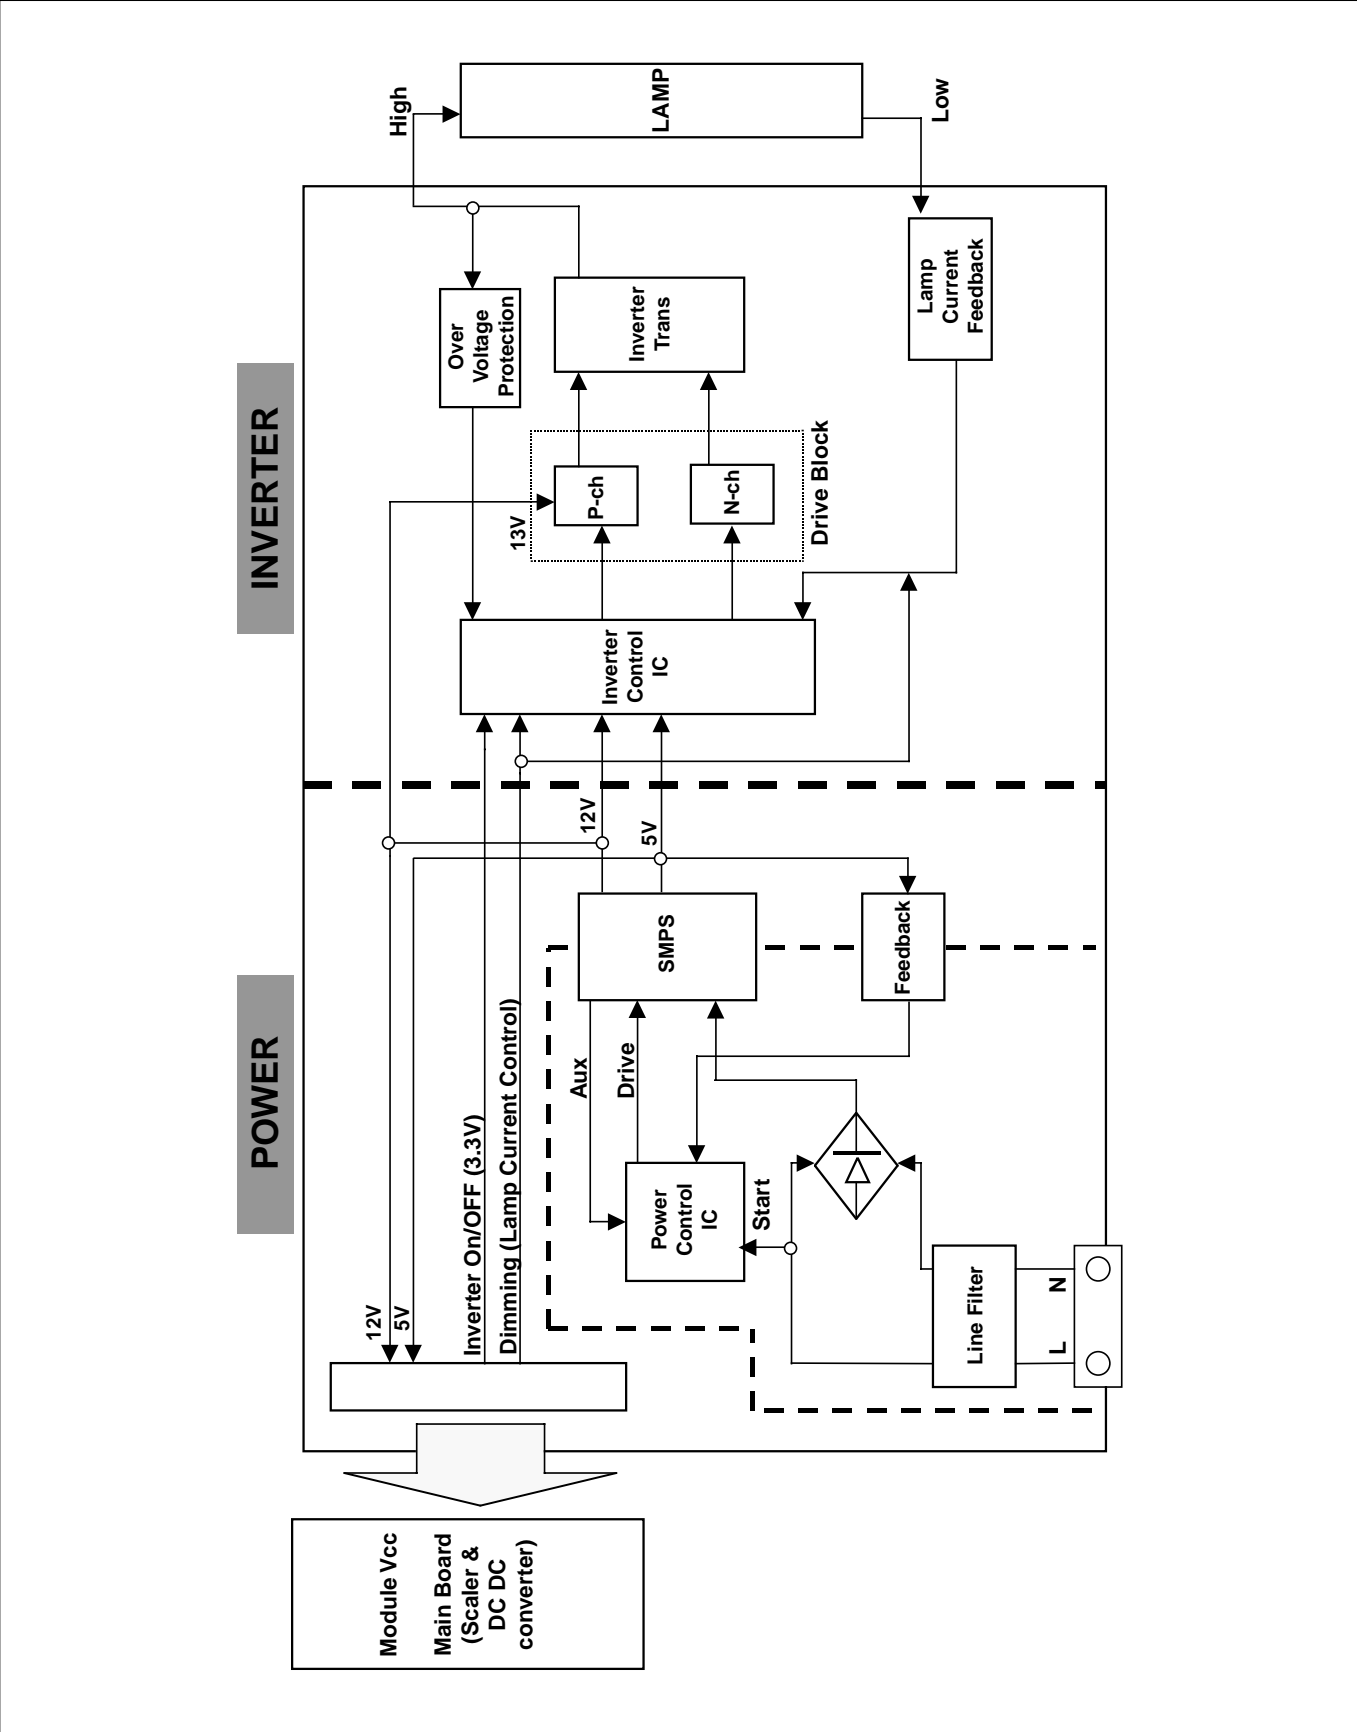 POWER
INVERTER
Module Vcc
Main Board
(Scaler &
DC DC
converter)
12V
5V
Inverter On/OFF (3.3V)
Dimming (Lamp Current Control)
Aux
Drive
Power
Control
IC
Start
Line Filter
L
N
SMPS
Feedback
12V
5V
Inverter
Control
IC
13V
P-ch
N-ch
Drive Block
Over
Voltage
Protection
Inverter
Trans
Lamp
Current
Feedback
High
LAMP
Low